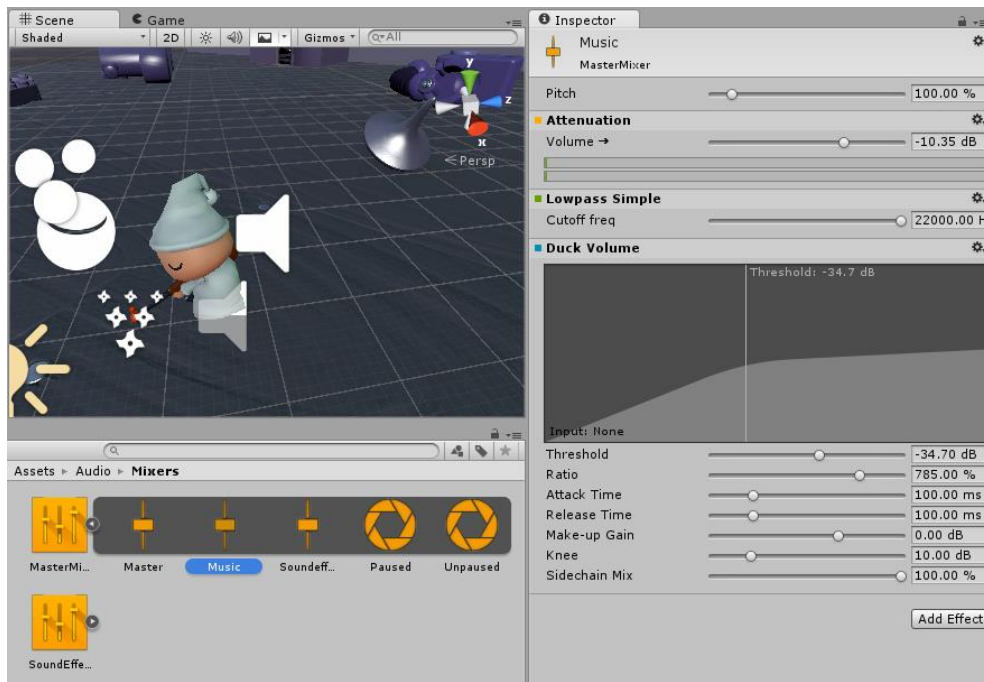 Scene Game
Shaded 2D Gizmos All
y
z
x
Persp
Assets Audio Mixers
MasterMi... Master Music Soundeff... Paused Unpaused
SoundEffe...
Inspector
Music
MasterMixer
Pitch 100.00 %
Attenuation
Volume → -10.35 dB
Lowpass Simple
Cutoff freq 22000.00 H
Duck Volume
Threshold: -34.7 dB
Input: None
Threshold -34.70 dB
Ratio 785.00 %
Attack Time 100.00 ms
Release Time 100.00 ms
Make-up Gain 0.00 dB
Knee 10.00 dB
Sidechain Mix 100.00 %
Add Effect